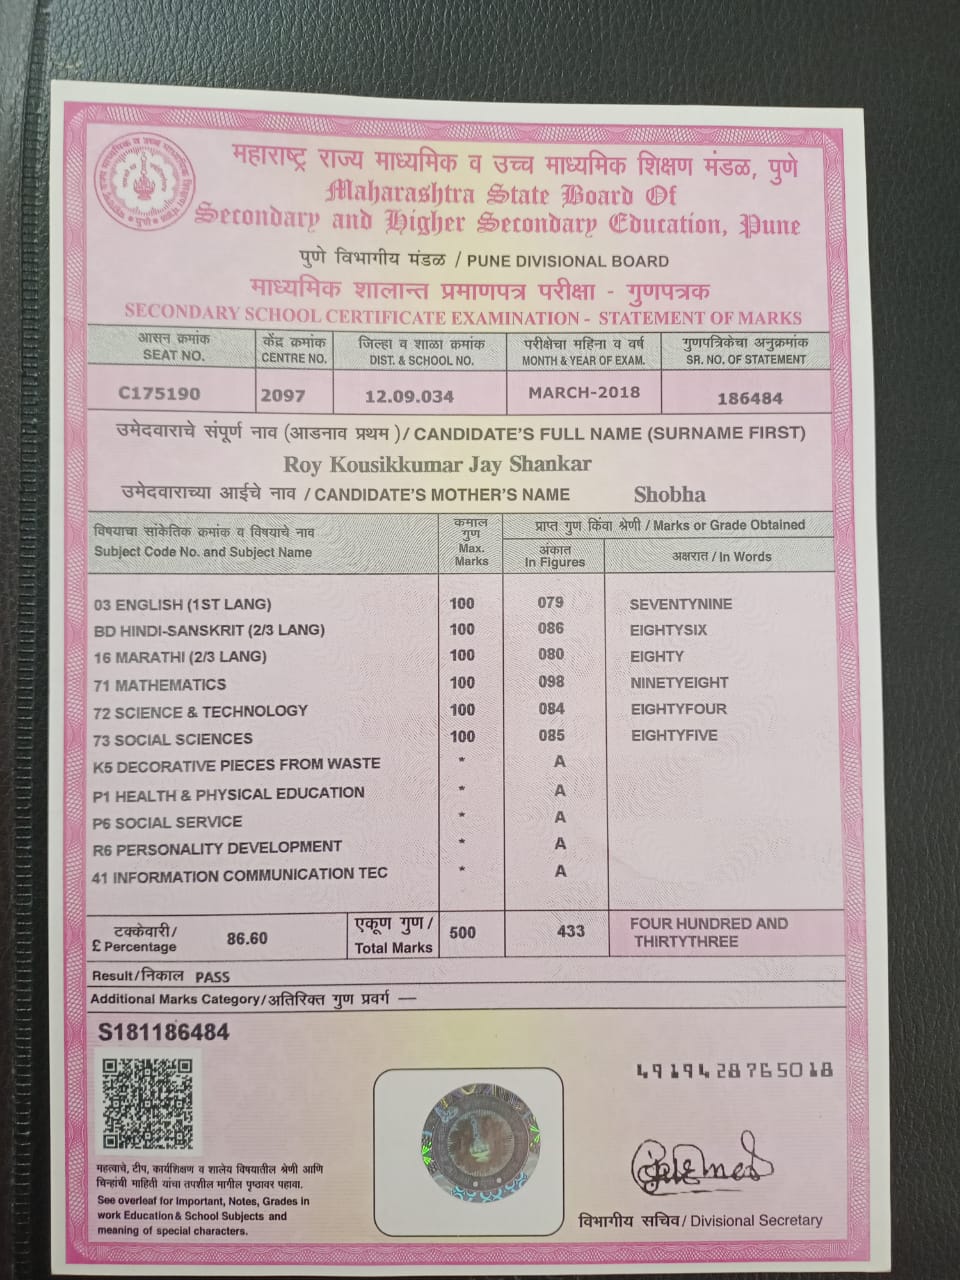 महाराष्ट्र राज्य माध्यमिक व उच्च माध्यमिक शिक्षण मंडळ, पुणे
Maharashtra State Board Of
Secondary and Higher Secondary Education, Pune
पुणे विभागीय मंडळ / PUNE DIVISIONAL BOARD
माध्यमिक शालान्त प्रमाणपत्र परीक्षा - गुणपत्रक
SECONDARY SCHOOL CERTIFICATE EXAMINATION - STATEMENT OF MARKS
आसन क्रमांक केंद्र क्रमांक जिल्हा व शाळा क्रमांक परीक्षेचा महिना व वर्ष गुणपत्रिकेचा अनुक्रमांक
SEAT NO. CENTRE NO. DIST. & SCHOOL NO. MONTH & YEAR OF EXAM. SR. NO. OF STATEMENT
C175190 2097 12.09.034 MARCH-2018 186484
उमेदवाराचे संपूर्ण नाव (आडनाव प्रथम )/ CANDIDATE'S FULL NAME (SURNAME FIRST)
Roy Kousikkumar Jay Shankar
उमेदवाराच्या आईचे नाव / CANDIDATE'S MOTHER'S NAME Shobha
विषयाचा सांकेतिक क्रमांक व विषयाचे नाव
Subject Code No. and Subject Name
कमाल
गुण
Max.
Marks
प्राप्त गुण किंवा श्रेणी / Marks or Grade Obtained
अंकात
In Figures
अक्षरात / In Words
03 ENGLISH (1ST LANG) 100 079 SEVENTYNINE
BD HINDI-SANSKRIT (2/3 LANG) 100 086 EIGHTYSIX
16 MARATHI (2/3 LANG) 100 080 EIGHTY
71 MATHEMATICS 100 098 NINETYEIGHT
72 SCIENCE & TECHNOLOGY 100 084 EIGHTYFOUR
73 SOCIAL SCIENCES 100 085 EIGHTYFIVE
K5 DECORATIVE PIECES FROM WASTE * A
P1 HEALTH & PHYSICAL EDUCATION * A
P6 SOCIAL SERVICE * A
R6 PERSONALITY DEVELOPMENT * A
41 INFORMATION COMMUNICATION TEC * A
टक्केवारी/
£ Percentage
86.60
एकूण गुण /
Total Marks
500 433
FOUR HUNDRED AND
THIRTYTHREE
Result/निकाल PASS
Additional Marks Category/अतिरिक्त गुण प्रवर्ग —
S181186484
4919428765018
महत्वाचे, टीप, कार्यशिक्षण व शालेय विषयातील श्रेणी आणि
चिन्हांची माहिती यांचा तपशील मागील पृष्ठावर पहावा.
See overleaf for Important, Notes, Grades in
work Education & School Subjects and
meaning of special characters.
विभागीय सचिव / Divisional Secretary